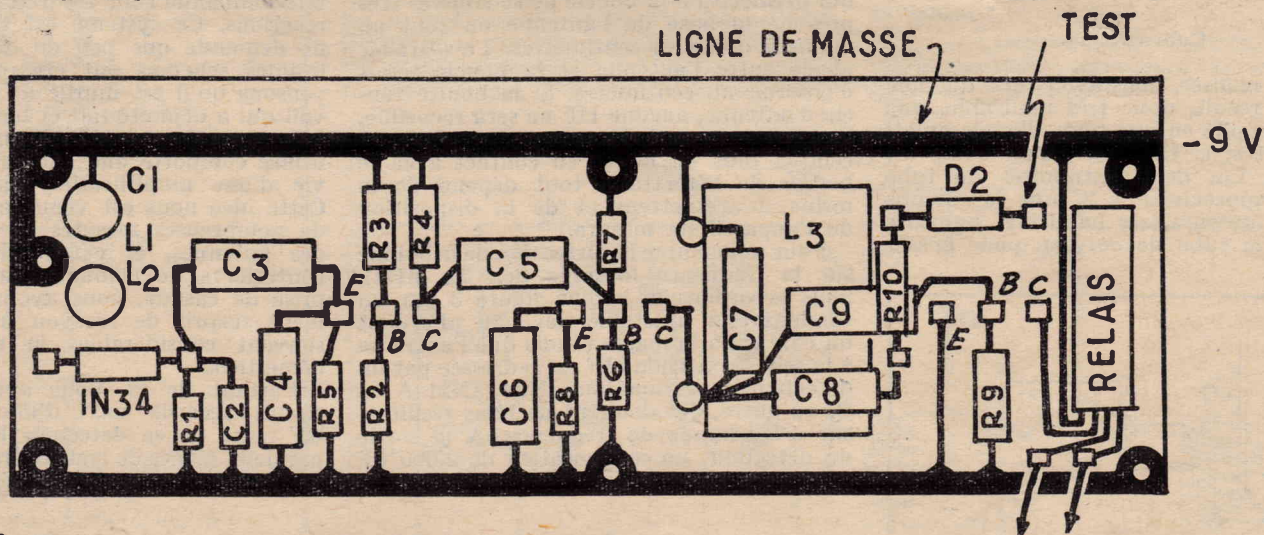 TEST
LIGNE DE MASSE
-9 V
C1
D2
L1
R3
R4
L3
L2
R7
C3
C5
E
R10
C7
C9
B
C
B
C
E
B
C
E
C
E
RELAIS
IN34
C4
R5
R2
C6
R8
R6
C8
R9
R1
C2